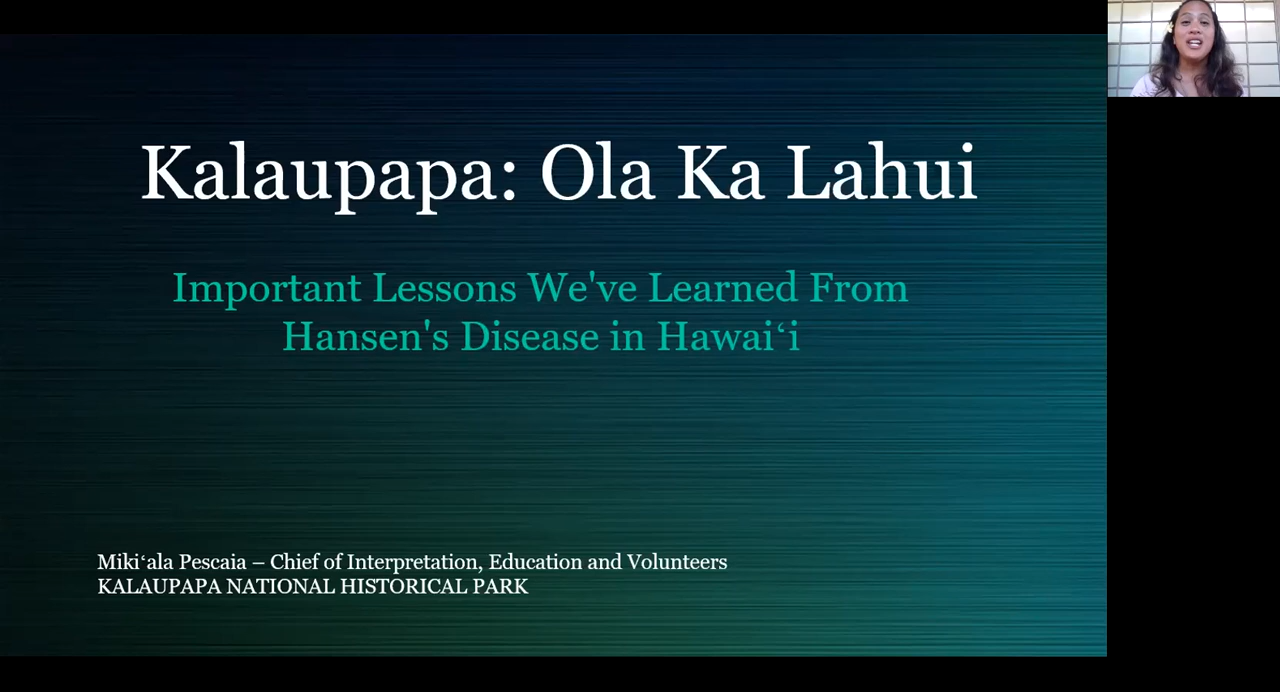 Kalaupapa: Ola Ka Lahui
Important Lessons We've Learned From
Hansen's Disease in Hawaiʻi
Mikiʻala Pescaia – Chief of Interpretation, Education and Volunteers
KALAUPAPA NATIONAL HISTORICAL PARK